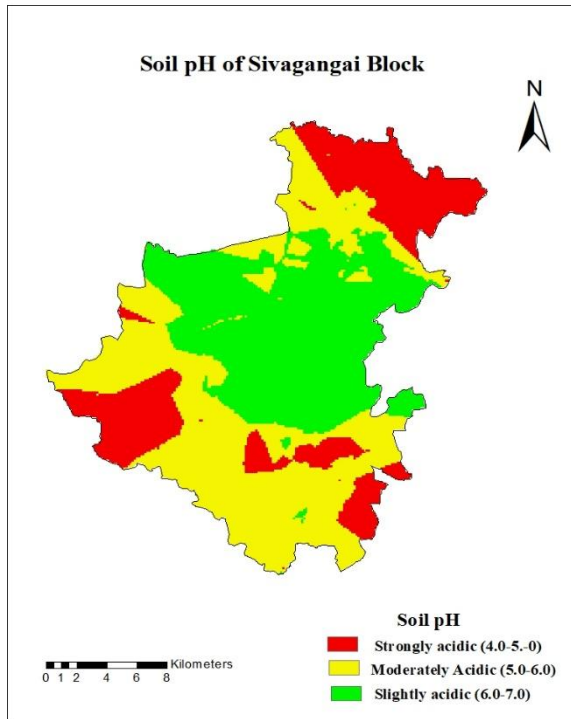 Soil pH of Sivagangai Block
N
Soil pH
Strongly acidic (4.0-5.-0)
Moderately Acidic (5.0-6.0)
Slightly acidic (6.0-7.0)
Kilometers
0 1 2 4 6 8